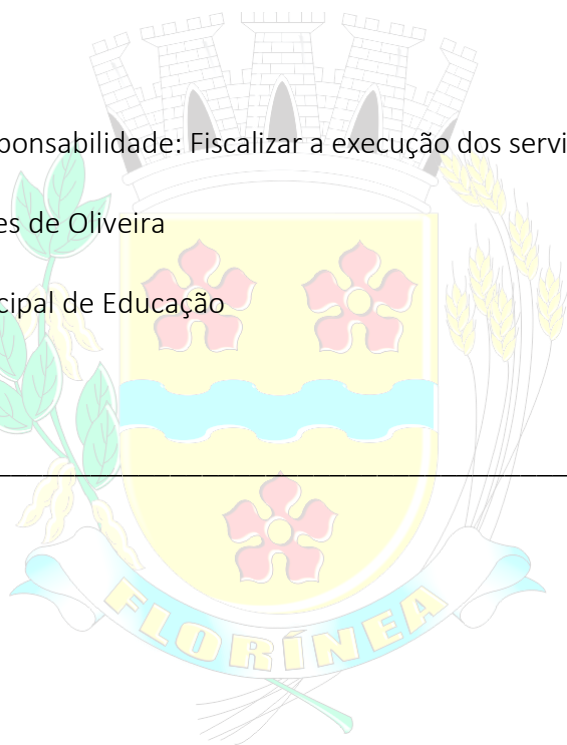 ponsabilidade: Fiscalizar a execução dos servi
es de Oliveira
cipal de Educação
FLORÍNEA